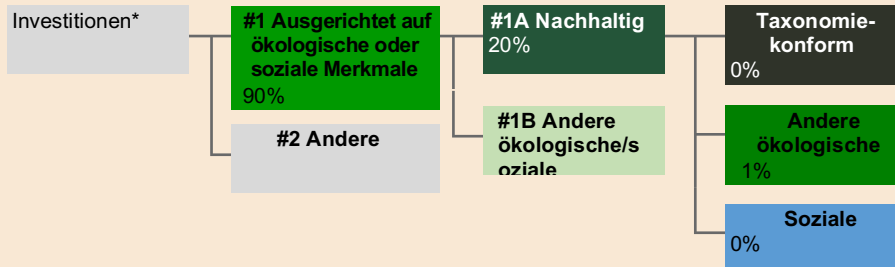 Investitionen*
#1 Ausgerichtet auf
ökologische oder
soziale Merkmale
90%
#2 Andere
#1A Nachhaltig
20%
#1B Andere
ökologische/s
oziale
Taxonomie-
konform
0%
Andere
ökologische
1%
Soziale
0%